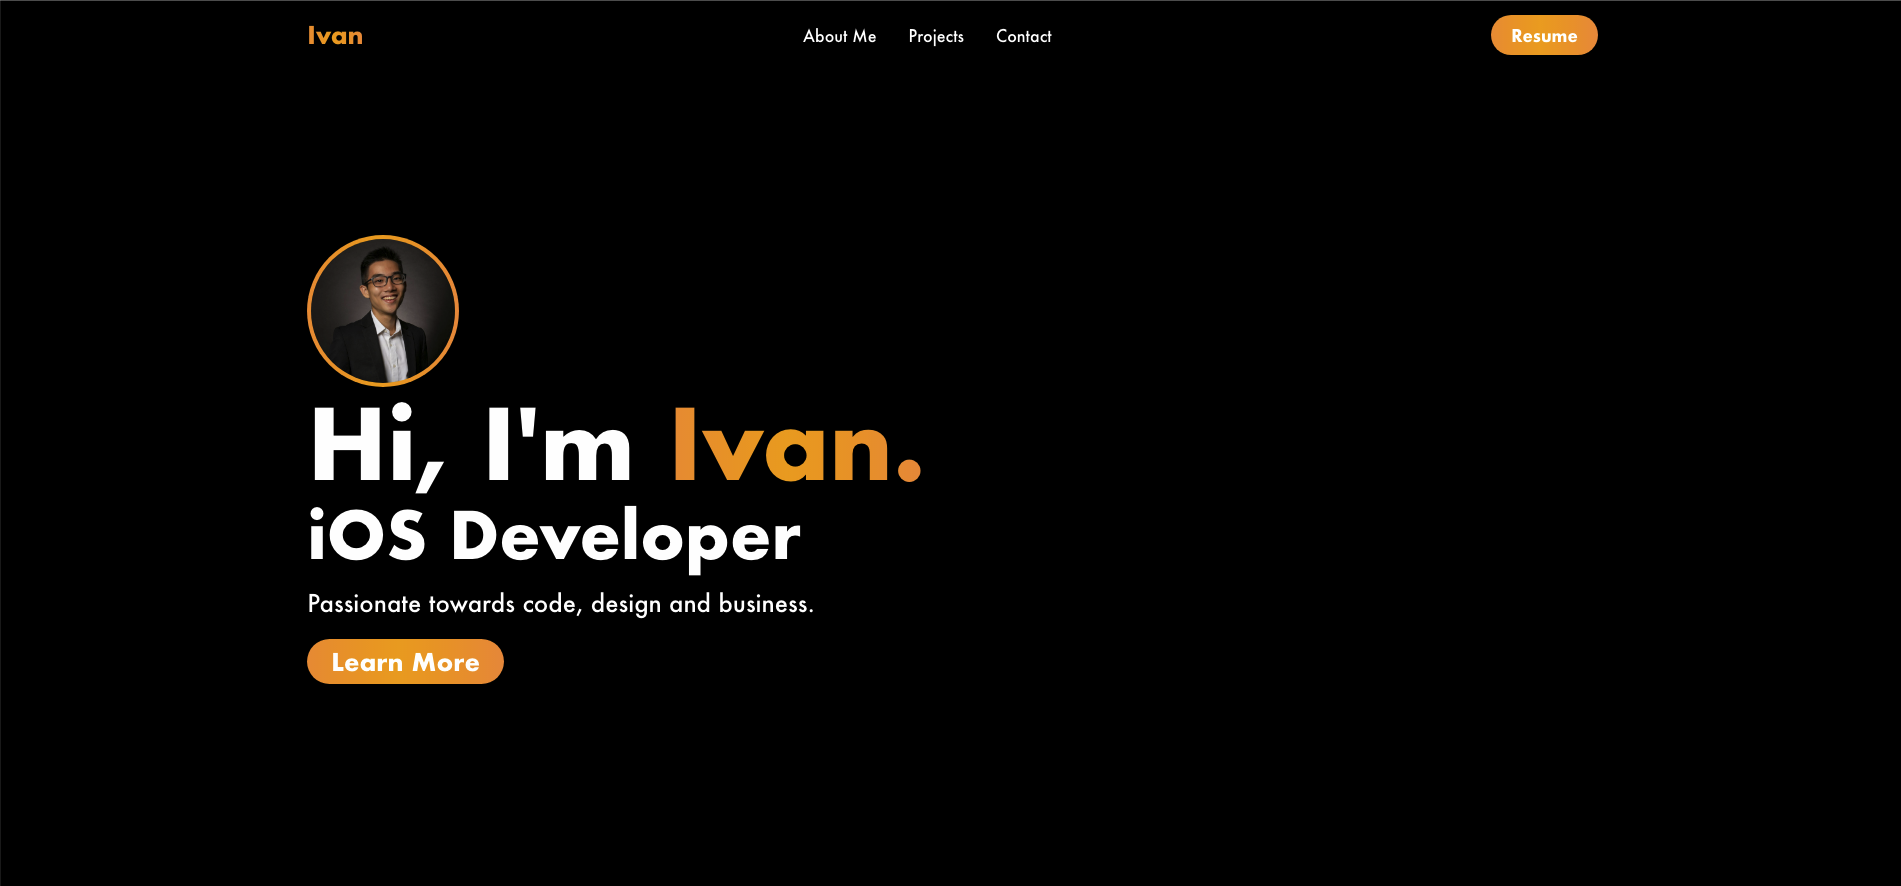 Ivan
About Me
Projects
Contact
Resume
Hi, I'm Ivan.
iOS Developer
Passionate towards code, design and business.
Learn More